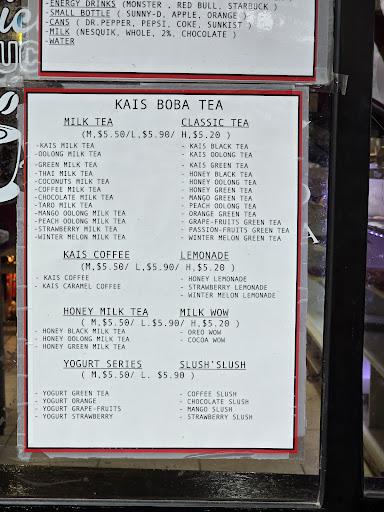 -ENERGY DRINKS (MONSTER , RED BULL, STARBUCK )
-SMALL BOTTLE ( SUNNY-D, APPLE, ORANGE )
-CANS ( DR.PEPPER, PEPSI, COKE, SUNKIST )
-MILK (NESQUIK, WHOLE, 2%, CHOCOLATE )
-WATER
KAIS BOBA TEA
MILK TEA CLASSIC TEA
(M,$5.50/L,$5.90/ H,$5.20 )
-KAIS MILK TEA
-OOLONG MILK TEA
-GREEN MILK TEA
-THAI MILK TEA
-COCONUTS MILK TEA
-COFFEE MILK TEA
-CHOCOLATE MILK TEA
-TARO MILK TEA
-MANGO OOLONG MILK TEA
-PEACH OOLONG MILK TEA
-STRAWBERRY MILK TEA
-WINTER MELON MILK TEA
- KAIS BLACK TEA
- KAIS OOLONG TEA
- KAIS GREEN TEA
- HONEY BLACK TEA
- HONEY OOLONG TEA
- HONEY GREEN TEA
- MANGO GREEN TEA
- PEACH OOLONG TEA
- ORANGE GREEN TEA
- GRAPE-FRUITS GREEN TEA
- PASSION-FRUITS GREEN TEA
- WINTER MELON GREEN TEA
KAIS COFFEE LEMONADE
(M,$5.50/ L,$5.90/ H,$5.20 )
- KAIS COFFEE
- KAIS CARAMEL COFFEE
- HONEY LEMONADE
- STRAWBERRY LEMONADE
- WINTER MELON LEMONADE
HONEY MILK TEA MILK WOW
( M,$5.50/ L,$5.90/ H,$5.20 )
- HONEY BLACK MILK TEA
- HONEY OOLONG MILK TEA
- HONEY GREEN MILK TEA
- OREO WOW
- COCOA WOW
YOGURT SERIES SLUSH'SLUSH
( M,$5.50/ L. $5.90 )
- YOGURT GREEN TEA
- YOGURT ORANGE
- YOGURT GRAPE-FRUITS
- YOGURT STRAWBERRY
- COFFEE SLUSH
- CHOCOLATE SLUSH
- MANGO SLUSH
- STRAWBERRY SLUSH